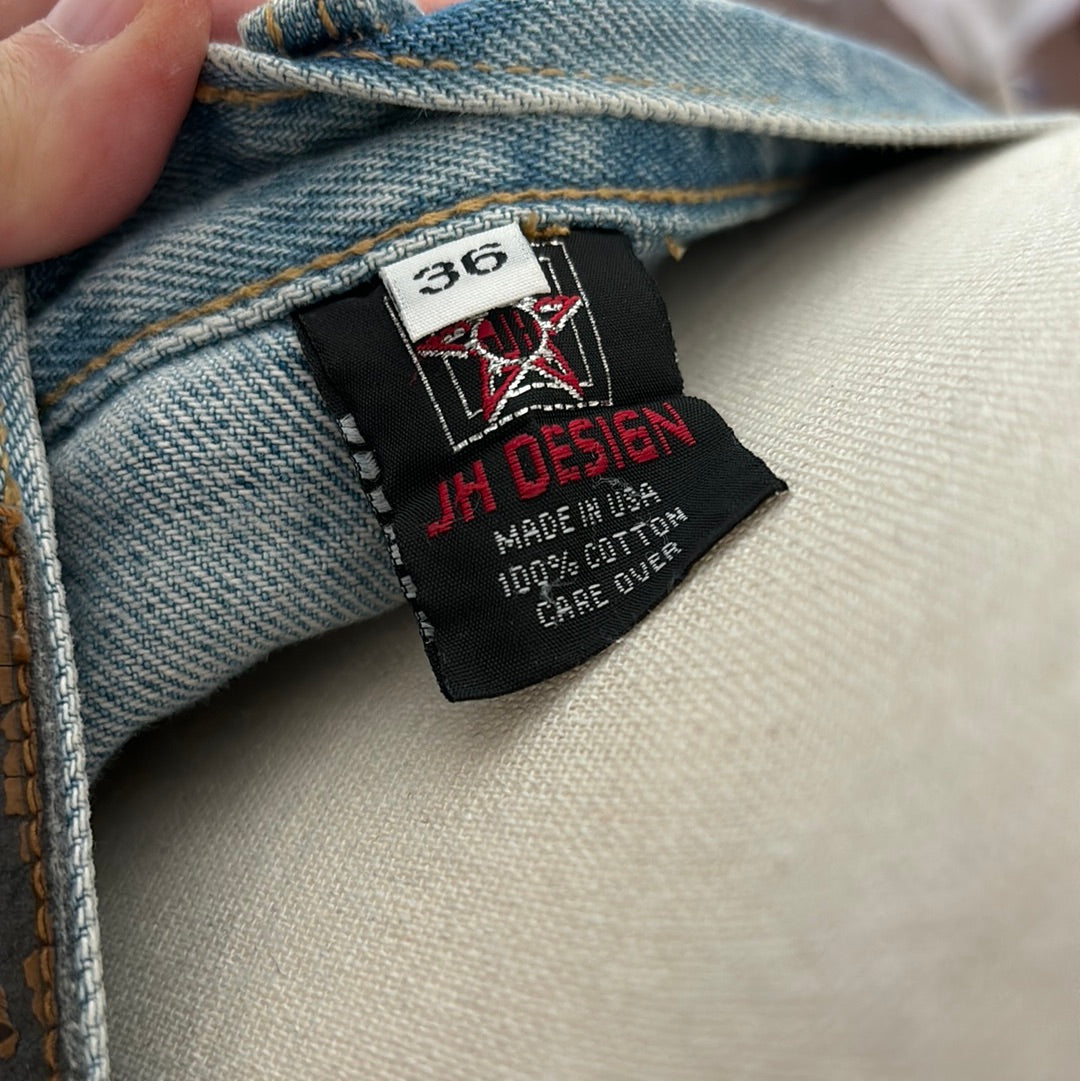 36
JH
JH DESIGN
MADE IN USA
100% COTTON
CARE OVER